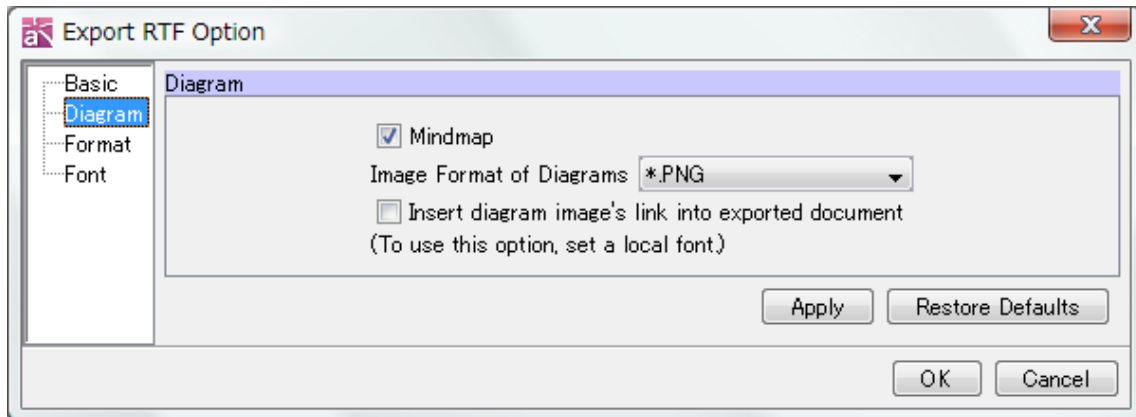 Export RTF Option
Basic
Diagram
Format
Font
Diagram
Mindmap
Image Format of Diagrams *.PNG
Insert diagram image's link into exported document
(To use this option, set a local font.)
Apply Restore Defaults
OK Cancel